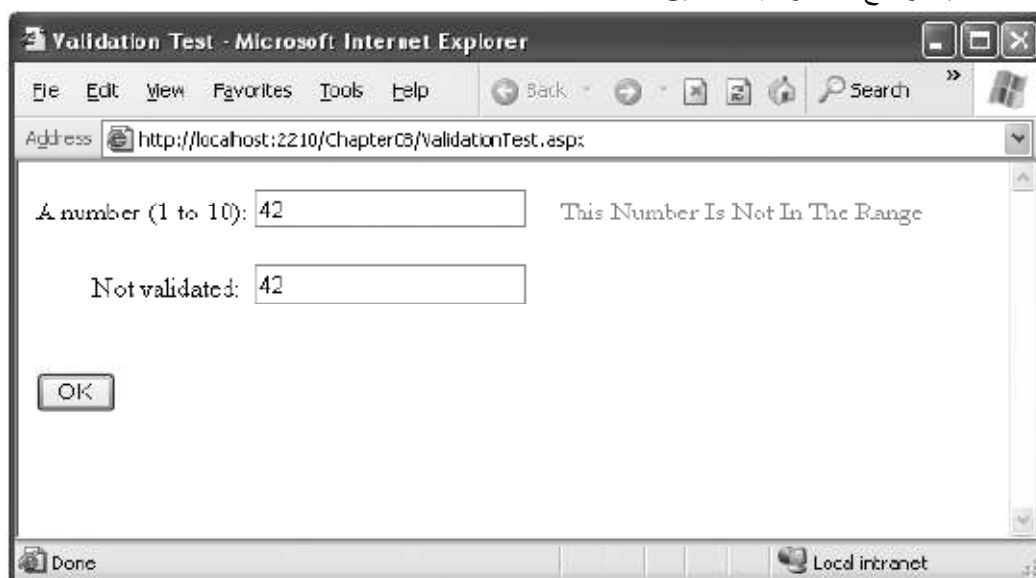 Validation Test - Microsoft Internet Explorer
File Edit View Favorites Tools Help Back Search »
Address http://localhost:2210/Chapter08/ValidationTest.aspx
A number (1 to 10): 42 This Number Is Not In The Range
Not validated: 42
OK
Done Local intranet